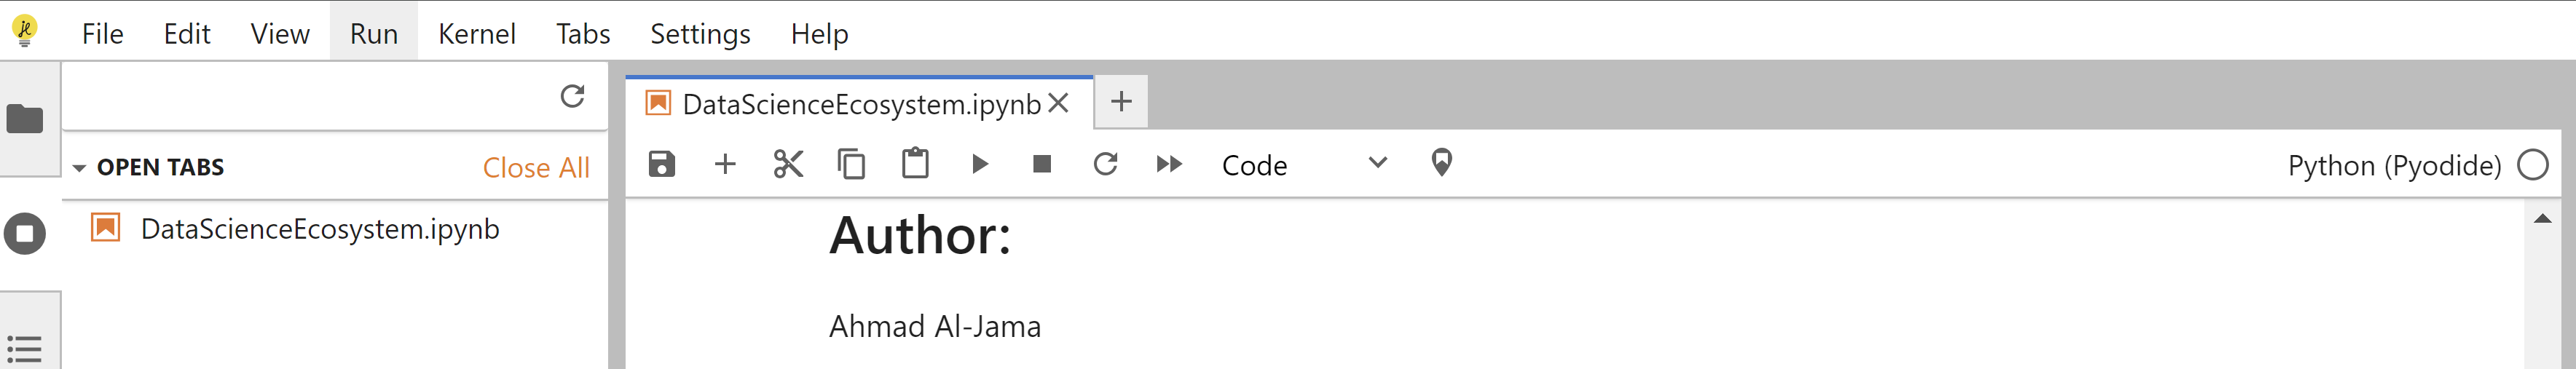 File Edit View Run Kernel Tabs Settings Help
OPEN TABS Close All
DataScienceEcosystem.ipynb
DataScienceEcosystem.ipynb
Code Python (Pyodide)
Author:
Ahmad Al-Jama